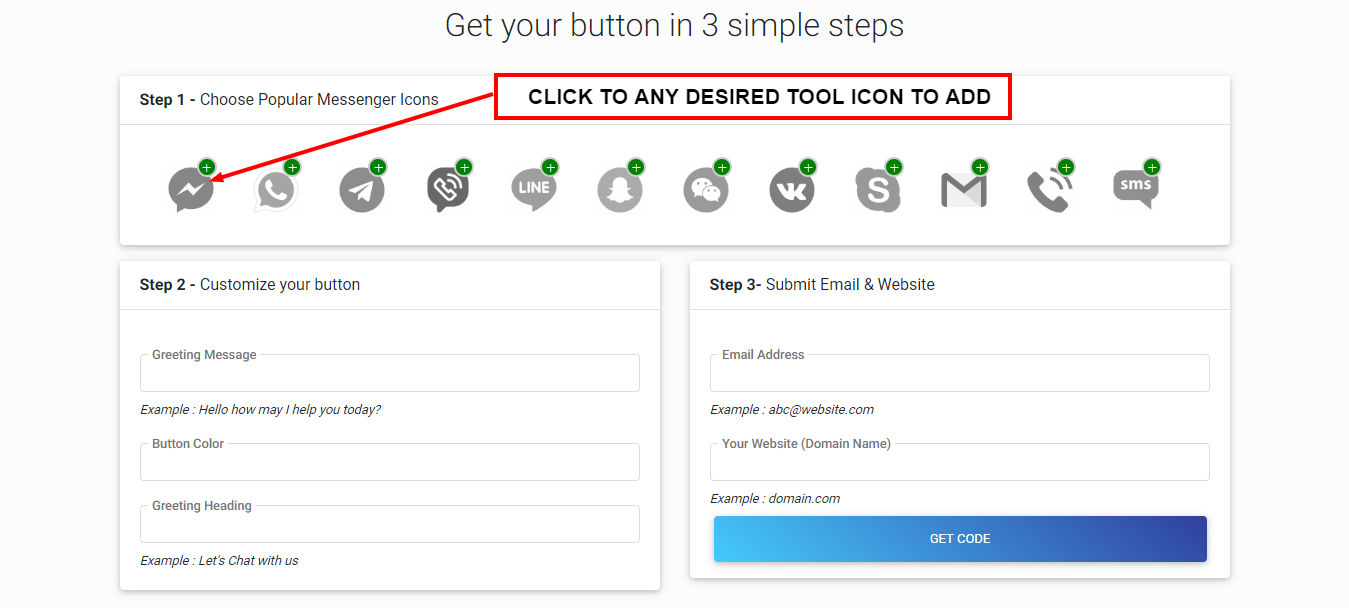 Get your button in 3 simple steps
Step 1 - Choose Popular Messenger Icons
CLICK TO ANY DESIRED TOOL ICON TO ADD
LINE
VK
S
M
sms
Step 2 - Customize your button
Greeting Message
Example : Hello how may I help you today?
Button Color
Greeting Heading
Example : Let's Chat with us
Step 3- Submit Email & Website
Email Address
Example : abc@website.com
Your Website (Domain Name)
Example : domain.com
GET CODE